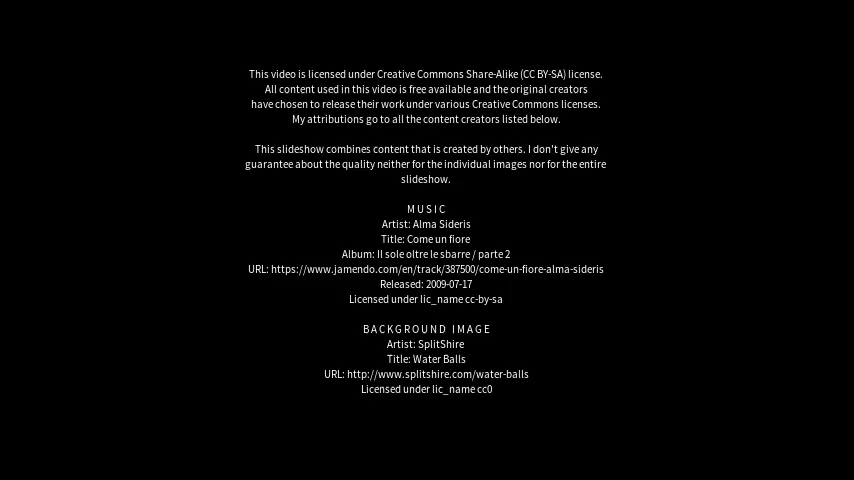 This video is licensed under Creative Commons Share-Alike (CC BY-SA) license.
All content used in this video is free available and the original creators
have chosen to release their work under various Creative Commons licenses.
My attributions go to all the content creators listed below.
This slideshow combines content that is created by others. I don't give any
guarantee about the quality neither for the individual images nor for the entire
slideshow.
MUSIC
Artist: Alma Sideris
Title: Come un fiore
Album: Il sole oltre le sbarre / parte 2
URL: https://www.jamendo.com/en/track/387500/come-un-fiore-alma-sideris
Released: 2009-07-17
Licensed under lic_name cc-by-sa
BACKGROUND IMAGE
Artist: SplitShire
Title: Water Balls
URL: http://www.splitshire.com/water-balls
Licensed under lic_name cc0